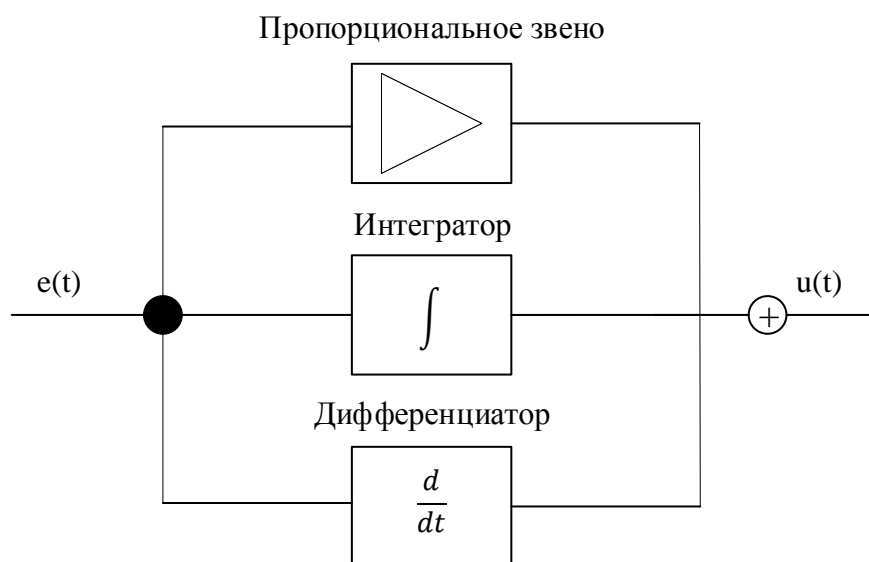 Пропорциональное звено
Интегратор
e(t)
u(t)
∫
+
Дифференциатор
d
dt